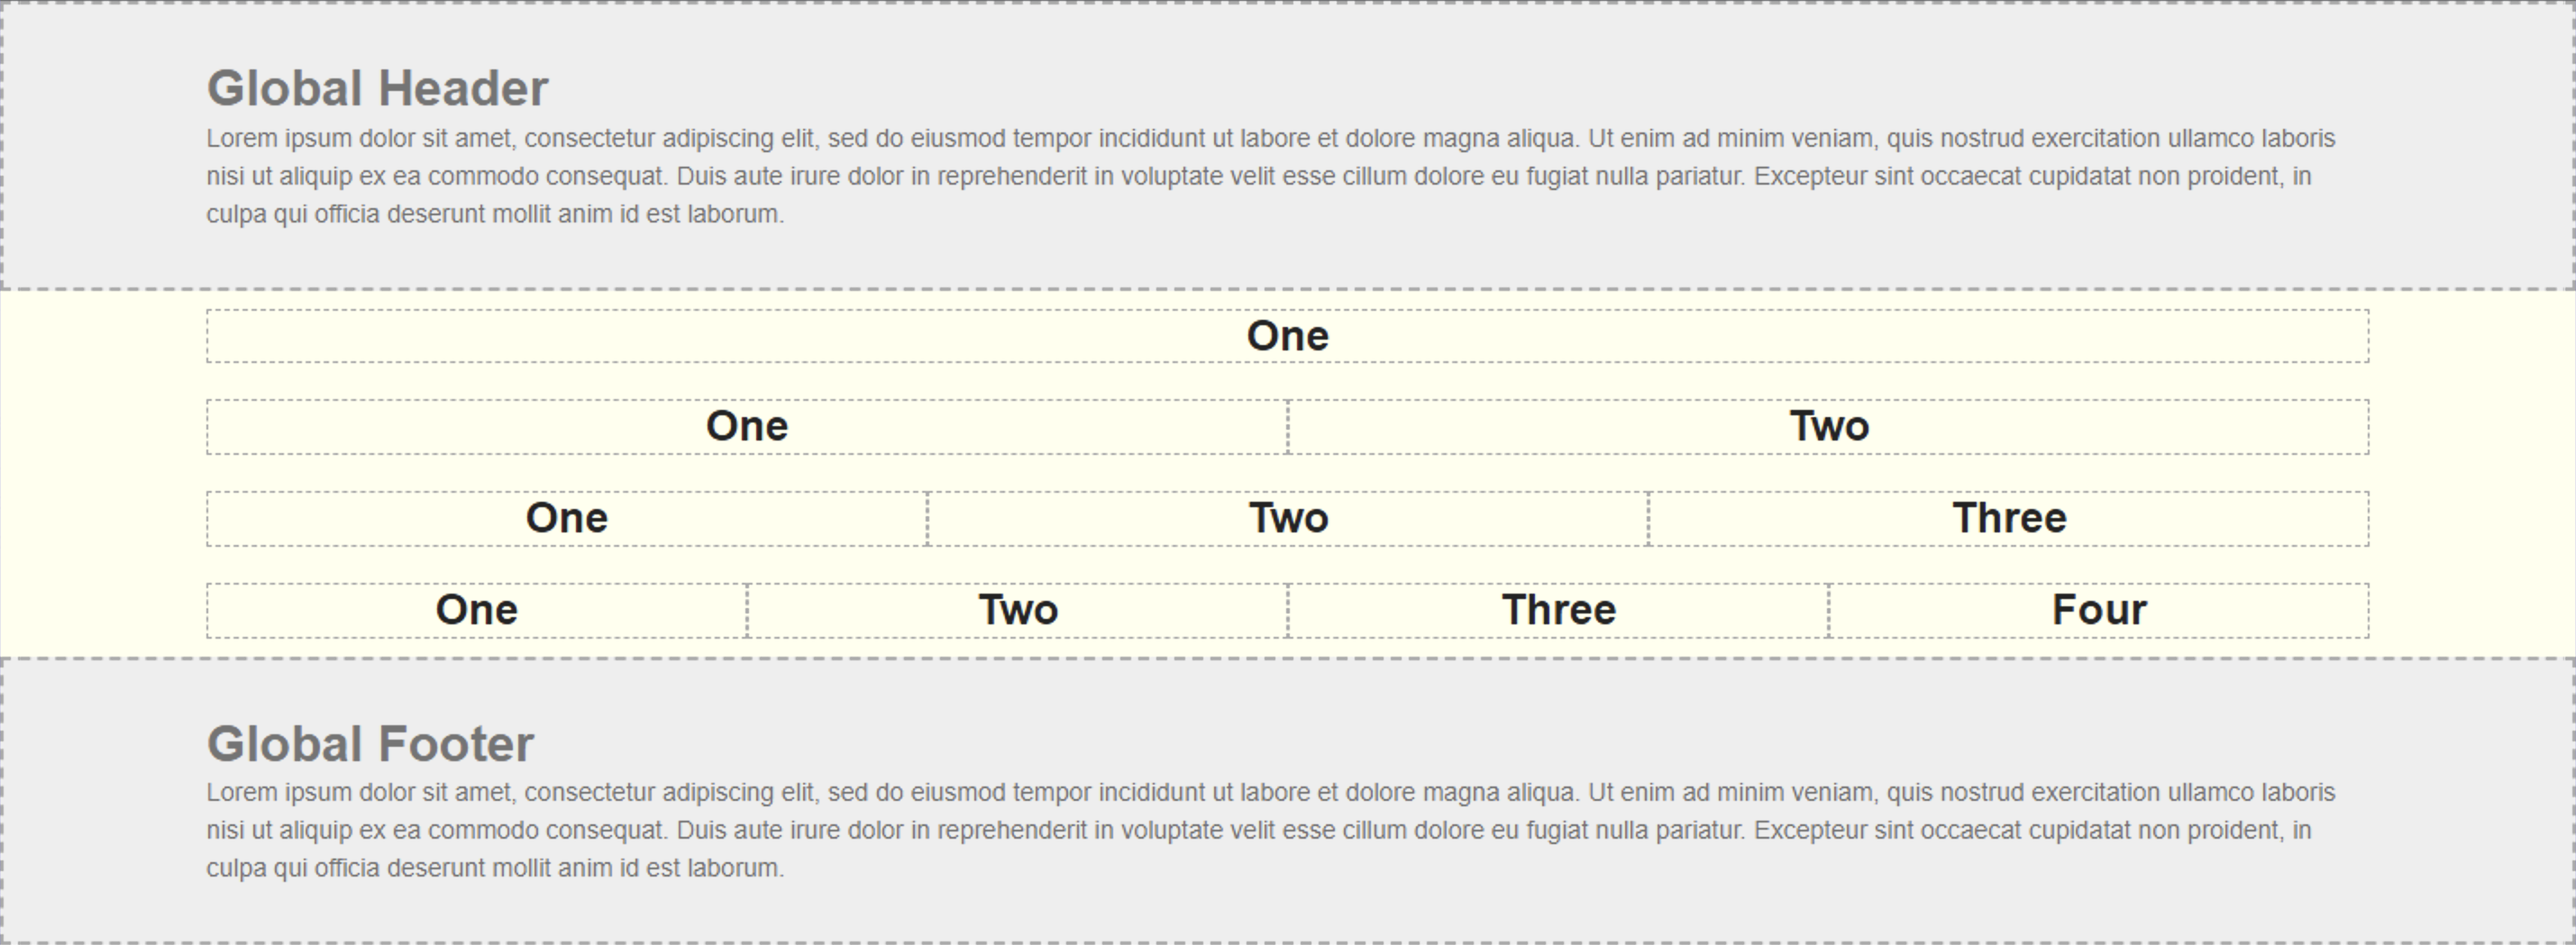 Global Header
Lorem ipsum dolor sit amet, consectetur adipiscing elit, sed do eiusmod tempor incididunt ut labore et dolore magna aliqua. Ut enim ad minim veniam, quis nostrud exercitation ullamco laboris
nisi ut aliquip ex ea commodo consequat. Duis aute irure dolor in reprehenderit in voluptate velit esse cillum dolore eu fugiat nulla pariatur. Excepteur sint occaecat cupidatat non proident, in
culpa qui officia deserunt mollit anim id est laborum.
One
One Two
One Two Three
One Two Three Four
Global Footer
Lorem ipsum dolor sit amet, consectetur adipiscing elit, sed do eiusmod tempor incididunt ut labore et dolore magna aliqua. Ut enim ad minim veniam, quis nostrud exercitation ullamco laboris
nisi ut aliquip ex ea commodo consequat. Duis aute irure dolor in reprehenderit in voluptate velit esse cillum dolore eu fugiat nulla pariatur. Excepteur sint occaecat cupidatat non proident, in
culpa qui officia deserunt mollit anim id est laborum.